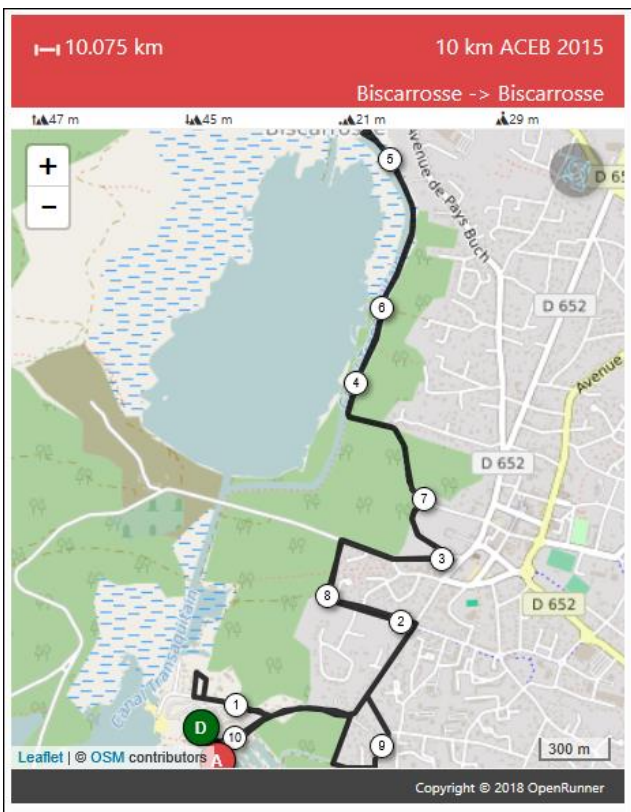 10.075 km
10 km ACEB 2015
Biscarrosse -> Biscarrosse
47 m
45 m
21 m
29 m
Biscarrosse
+
−
5
Avenue de Pays Buch
D 65
6
D 652
4
Avenue
D 652
7
3
8
2
D 652
Canal Transaquitain
1
D
10
9
A
300 m
Leaflet | © OSM contributors
Copyright © 2018 OpenRunner